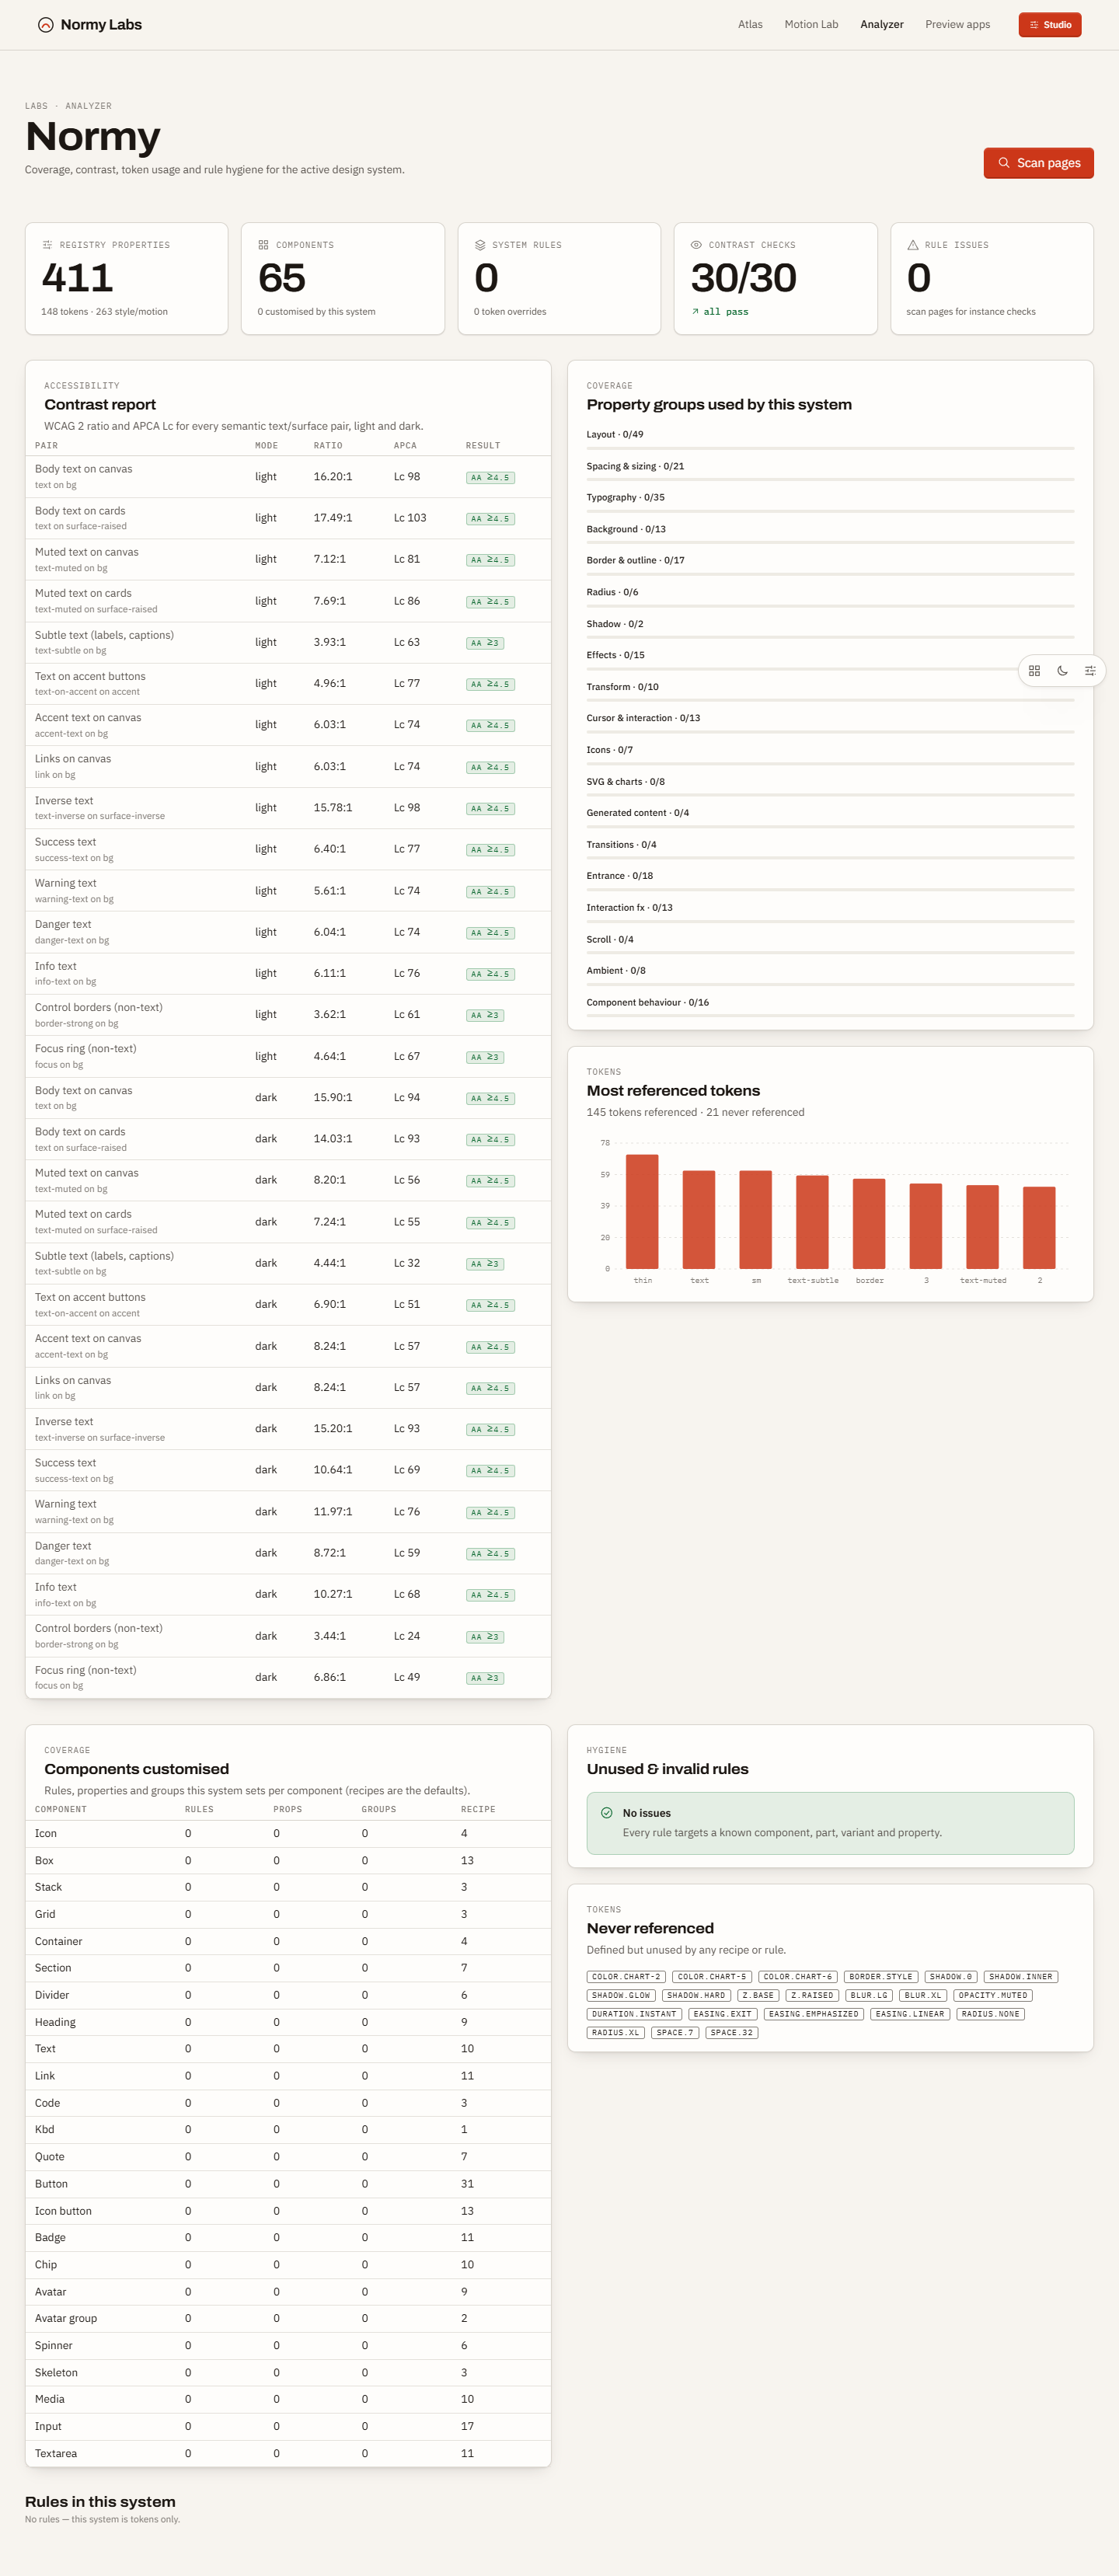 Normy Labs
Atlas Motion Lab Analyzer Preview apps Studio
LABS · ANALYZER
Normy
Coverage, contrast, token usage and rule hygiene for the active design system.
Scan pages
REGISTRY PROPERTIES
411
148 tokens · 263 style/motion
COMPONENTS
65
0 customised by this system
SYSTEM RULES
0
0 token overrides
CONTRAST CHECKS
30/30
all pass
RULE ISSUES
0
scan pages for instance checks
ACCESSIBILITY
Contrast report
WCAG 2 ratio and APCA Lc for every semantic text/surface pair, light and dark.
PAIR MODE RATIO APCA RESULT
Body text on canvas light 16.20:1 Lc 98 AA ≥4.5
text on bg
Body text on cards light 17.49:1 Lc 103 AA ≥4.5
text on surface-raised
Muted text on canvas light 7.12:1 Lc 81 AA ≥4.5
text-muted on bg
Muted text on cards light 7.69:1 Lc 86 AA ≥4.5
text-muted on surface-raised
Subtle text (labels, captions) light 3.93:1 Lc 63 AA ≥3
text-subtle on bg
Text on accent buttons light 4.96:1 Lc 77 AA ≥4.5
text-on-accent on accent
Accent text on canvas light 6.03:1 Lc 74 AA ≥4.5
accent-text on bg
Links on canvas light 6.03:1 Lc 74 AA ≥4.5
link on bg
Inverse text light 15.78:1 Lc 98 AA ≥4.5
text-inverse on surface-inverse
Success text light 6.40:1 Lc 77 AA ≥4.5
success-text on bg
Warning text light 5.61:1 Lc 74 AA ≥4.5
warning-text on bg
Danger text light 6.04:1 Lc 74 AA ≥4.5
danger-text on bg
Info text light 6.11:1 Lc 76 AA ≥4.5
info-text on bg
Control borders (non-text) light 3.62:1 Lc 61 AA ≥3
border-strong on bg
Focus ring (non-text) light 4.64:1 Lc 67 AA ≥3
focus on bg
Body text on canvas dark 15.90:1 Lc 94 AA ≥4.5
text on bg
Body text on cards dark 14.03:1 Lc 93 AA ≥4.5
text on surface-raised
Muted text on canvas dark 8.20:1 Lc 56 AA ≥4.5
text-muted on bg
Muted text on cards dark 7.24:1 Lc 55 AA ≥4.5
text-muted on surface-raised
Subtle text (labels, captions) dark 4.44:1 Lc 32 AA ≥3
text-subtle on bg
Text on accent buttons dark 6.90:1 Lc 51 AA ≥4.5
text-on-accent on accent
Accent text on canvas dark 8.24:1 Lc 57 AA ≥4.5
accent-text on bg
Links on canvas dark 8.24:1 Lc 57 AA ≥4.5
link on bg
Inverse text dark 15.20:1 Lc 93 AA ≥4.5
text-inverse on surface-inverse
Success text dark 10.64:1 Lc 69 AA ≥4.5
success-text on bg
Warning text dark 11.97:1 Lc 76 AA ≥4.5
warning-text on bg
Danger text dark 8.72:1 Lc 59 AA ≥4.5
danger-text on bg
Info text dark 10.27:1 Lc 68 AA ≥4.5
info-text on bg
Control borders (non-text) dark 3.44:1 Lc 24 AA ≥3
border-strong on bg
Focus ring (non-text) dark 6.86:1 Lc 49 AA ≥3
focus on bg
COVERAGE
Property groups used by this system
Layout · 0/49
Spacing & sizing · 0/21
Typography · 0/35
Background · 0/13
Border & outline · 0/17
Radius · 0/6
Shadow · 0/2
Effects · 0/15
Transform · 0/10
Cursor & interaction · 0/13
Icons · 0/7
SVG & charts · 0/8
Generated content · 0/4
Transitions · 0/4
Entrance · 0/18
Interaction fx · 0/13
Scroll · 0/4
Ambient · 0/8
Component behaviour · 0/16
TOKENS
Most referenced tokens
145 tokens referenced · 21 never referenced
78
59
39
20
0
thin text sm text-subtle border 3 text-muted 2
COVERAGE
Components customised
Rules, properties and groups this system sets per component (recipes are the defaults).
COMPONENT RULES PROPS GROUPS RECIPE
Icon 0 0 0 4
Box 0 0 0 13
Stack 0 0 0 3
Grid 0 0 0 3
Container 0 0 0 4
Section 0 0 0 7
Divider 0 0 0 6
Heading 0 0 0 9
Text 0 0 0 10
Link 0 0 0 11
Code 0 0 0 3
Kbd 0 0 0 1
Quote 0 0 0 7
Button 0 0 0 31
Icon button 0 0 0 13
Badge 0 0 0 11
Chip 0 0 0 10
Avatar 0 0 0 9
Avatar group 0 0 0 2
Spinner 0 0 0 6
Skeleton 0 0 0 3
Media 0 0 0 10
Input 0 0 0 17
Textarea 0 0 0 11
HYGIENE
Unused & invalid rules
No issues
Every rule targets a known component, part, variant and property.
TOKENS
Never referenced
Defined but unused by any recipe or rule.
COLOR.CHART-2 COLOR.CHART-5 COLOR.CHART-6 BORDER.STYLE SHADOW.0 SHADOW.INNER
SHADOW.GLOW SHADOW.HARD Z.BASE Z.RAISED BLUR.LG BLUR.XL OPACITY.MUTED
DURATION.INSTANT EASING.EXIT EASING.EMPHASIZED EASING.LINEAR RADIUS.NONE
RADIUS.XL SPACE.7 SPACE.32
Rules in this system
No rules — this system is tokens only.